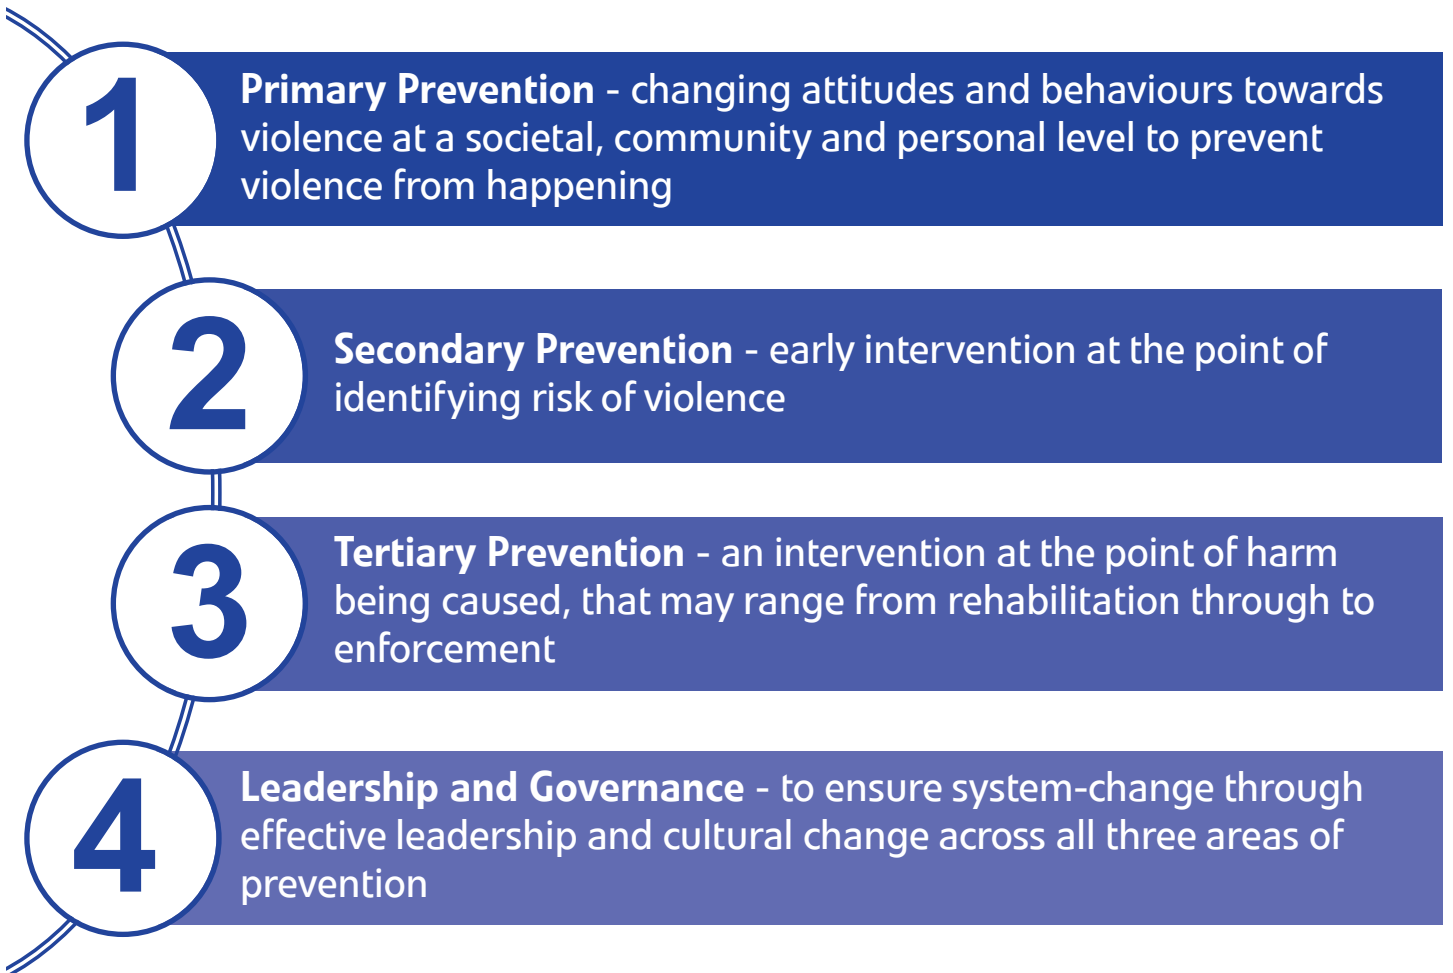 1
Primary Prevention - changing attitudes and behaviours towards
violence at a societal, community and personal level to prevent
violence from happening
2
Secondary Prevention - early intervention at the point of
identifying risk of violence
3
Tertiary Prevention - an intervention at the point of harm
being caused, that may range from rehabilitation through to
enforcement
4
Leadership and Governance - to ensure system-change through
effective leadership and cultural change across all three areas of
prevention